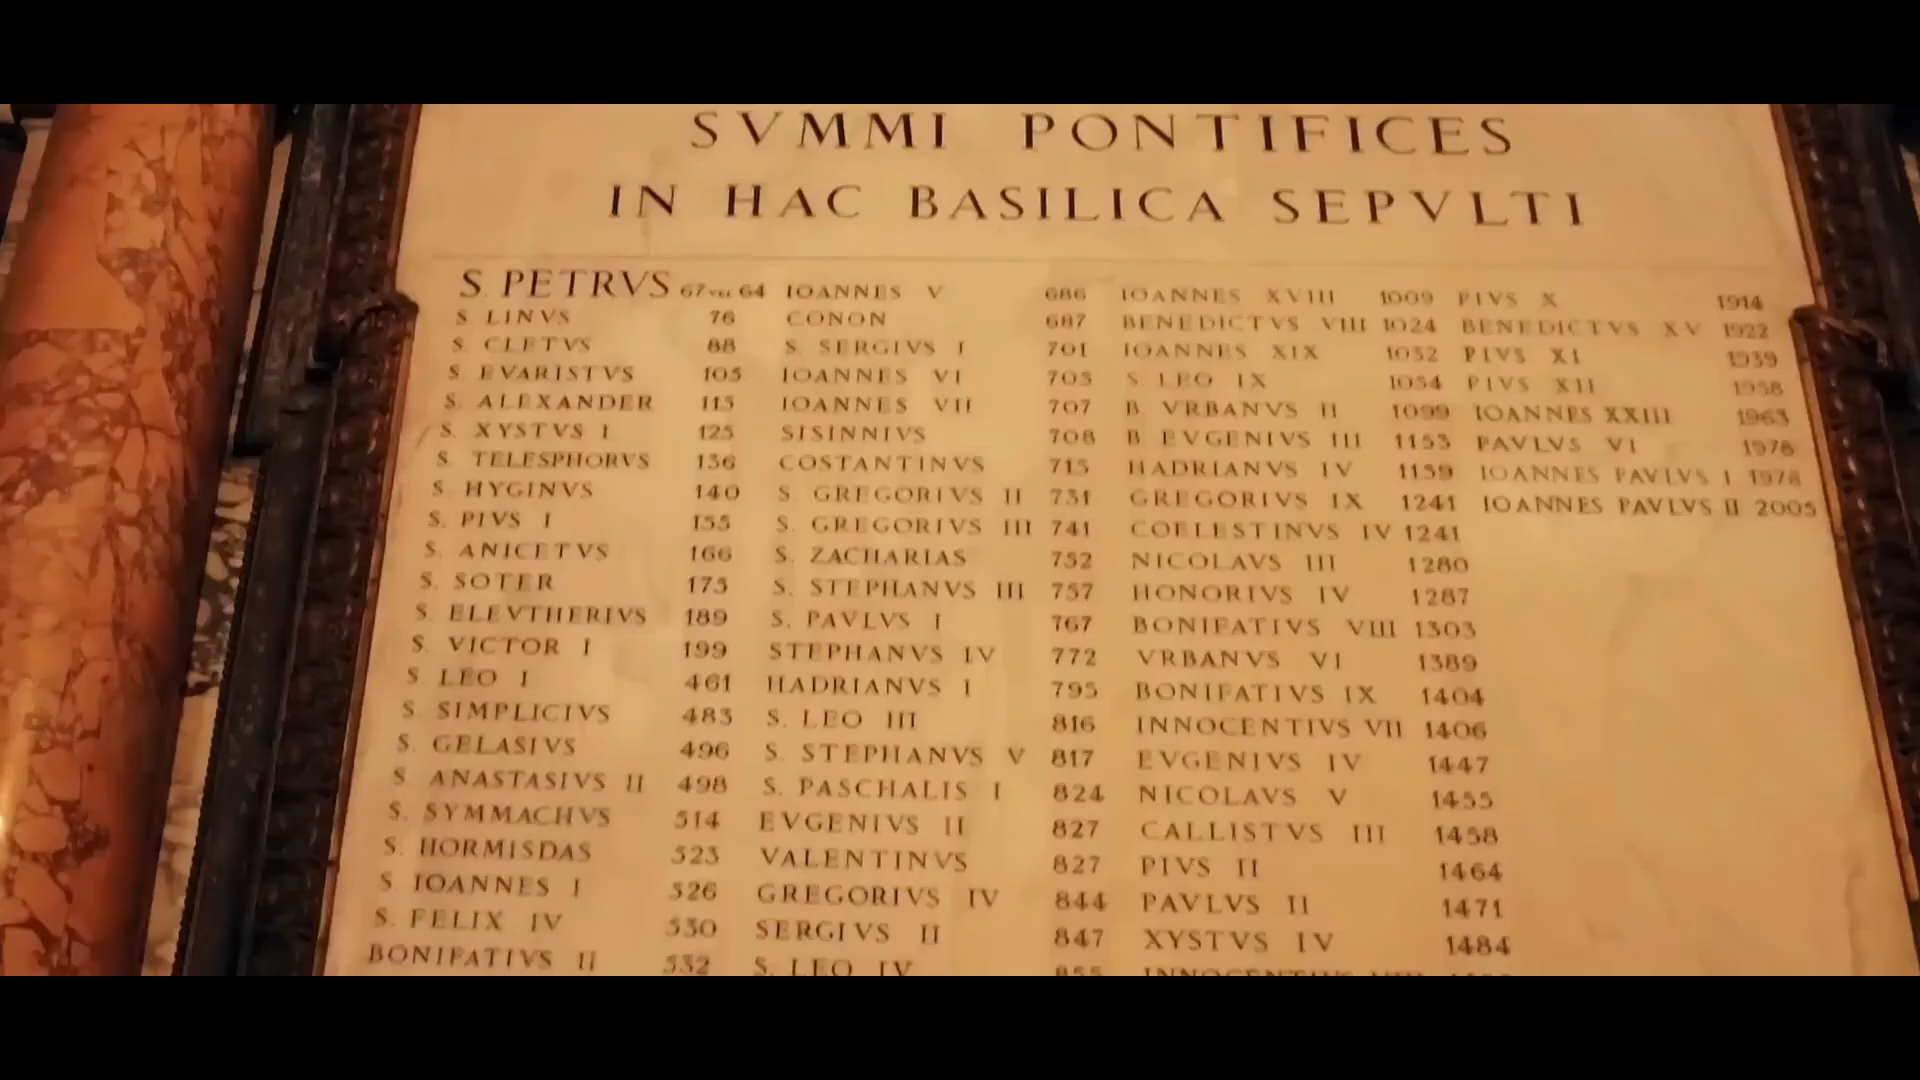 SVMMI PONTIFICES
IN HAC BASILICA SEPVLTI
S. PETRVS 67 64
S. LINVS 76
S. CLETVS 88
S. EVARISTVS 105
S. ALEXANDER 115
S. XYSTVS I 125
S. TELESPHORVS 136
S. HYGINVS 140
S. PIVS I 155
S. ANICETVS 166
S. SOTER 175
S. ELEVTHERIVS 189
S. VICTOR I 199
S. LEO I 461
S. SIMPLICIVS 483
S. GELASIVS 496
S. ANASTASIVS II 498
S. SYMMACHVS 514
S. HORMISDAS 523
S. IOANNES I 526
S. FELIX IV 530
BONIFATIVS II 532
IOANNES V 686
CONON 687
S. SERGIVS I 701
IOANNES VI 705
IOANNES VII 707
SISINNIVS 708
COSTANTINVS 715
S. GREGORIVS II 731
S. GREGORIVS III 741
S. ZACHARIAS 752
S. STEPHANVS III 757
S. PAVLVS I 767
STEPHANVS IV 772
HADRIANVS I 795
S. LEO III 816
S. STEPHANVS V 817
S. PASCHALIS I 824
EVGENIVS II 827
VALENTINVS 827
GREGORIVS IV 844
SERGIVS II 847
S. LEO IV 855
IOANNES XVIII 1009
BENEDICTVS VIII 1024
IOANNES XIX 1032
S. LEO IX 1054
B. VRBANVS II 1099
B. EVGENIVS III 1153
HADRIANVS IV 1159
GREGORIVS IX 1241
COELESTINVS IV 1241
NICOLAVS III 1280
HONORIVS IV 1287
BONIFATIVS VIII 1303
VRBANVS VI 1389
BONIFATIVS IX 1404
INNOCENTIVS VII 1406
EVGENIVS IV 1447
NICOLAVS V 1455
CALLISTVS III 1458
PIVS II 1464
PAVLVS II 1471
XYSTVS IV 1484
PIVS X 1914
BENEDICTVS XV 1922
PIVS XI 1939
PIVS XII 1958
IOANNES XXIII 1963
PAVLVS VI 1978
IOANNES PAVLVS I 1978
IOANNES PAVLVS II 2005